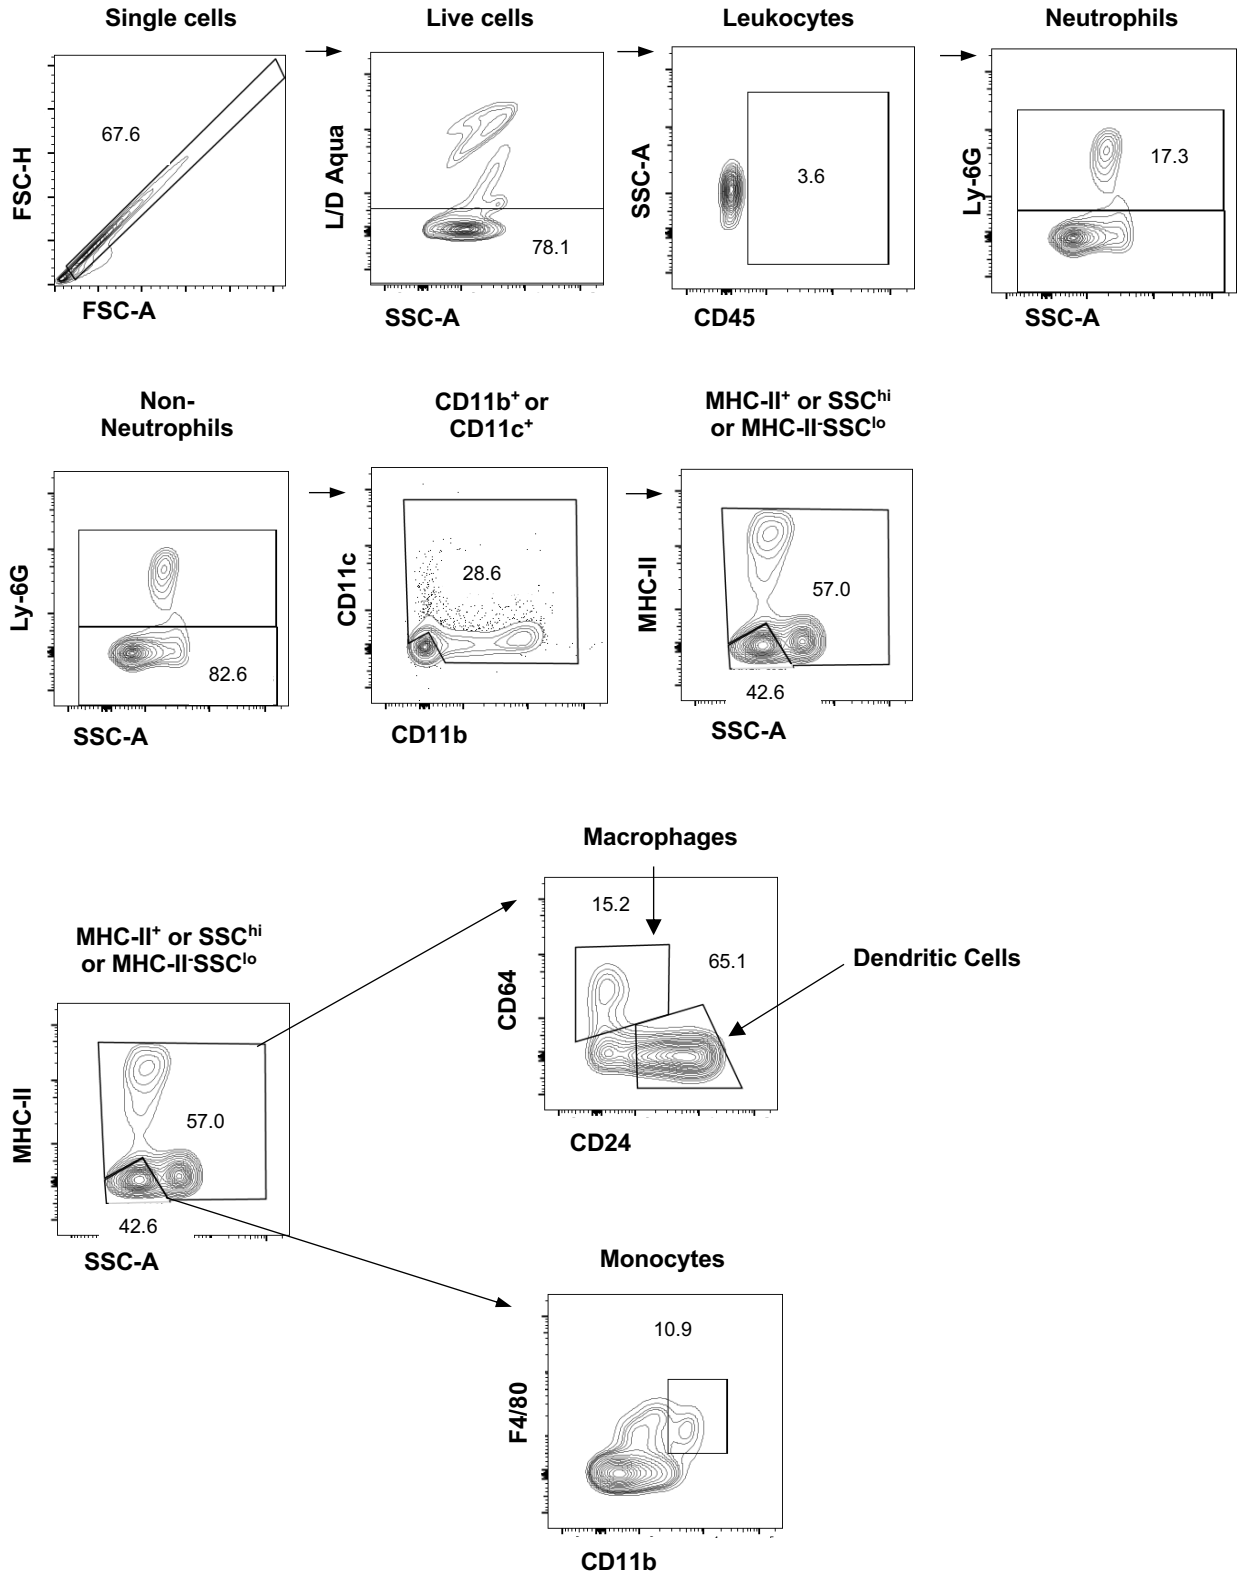 Single cells
Live cells
Leukocytes
Neutrophils
FSC-H
67.6
FSC-A
L/D Aqua
78.1
SSC-A
SSC-A
3.6
CD45
Ly-6G
17.3
SSC-A
Non-
Neutrophils
CD11b⁺ or
CD11c⁺
MHC-II⁺ or SSCʰⁱ
or MHC-II⁻SSCˡᵒ
Ly-6G
82.6
SSC-A
CD11c
28.6
CD11b
MHC-II
57.0
42.6
SSC-A
MHC-II⁺ or SSCʰⁱ
or MHC-II⁻SSCˡᵒ
MHC-II
57.0
42.6
SSC-A
Macrophages
15.2
65.1
Dendritic Cells
CD64
CD24
Monocytes
10.9
F4/80
CD11b